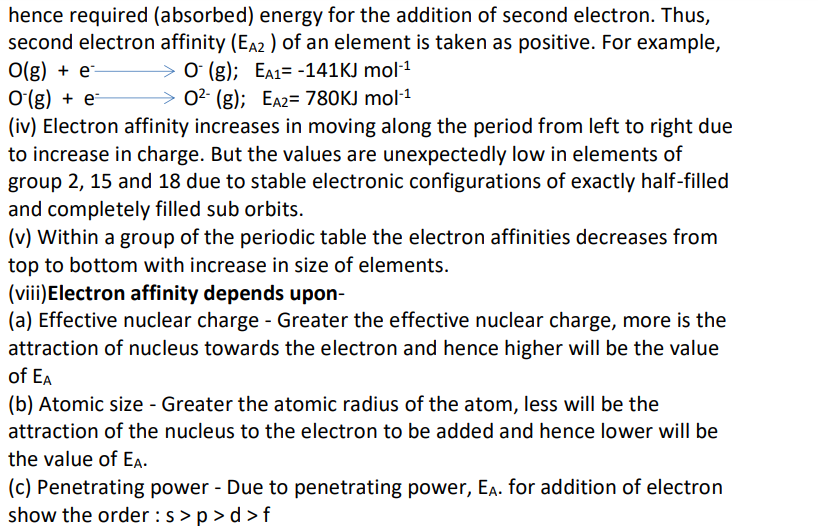 hence required (absorbed) energy for the addition of second electron. Thus,
second electron affinity (E_A2 ) of an element is taken as positive. For example,
O(g) + e⁻ → O⁻ (g); E_A1= -141KJ mol⁻¹
O⁻(g) + e⁻ → O²⁻ (g); E_A2= 780KJ mol⁻¹
(iv) Electron affinity increases in moving along the period from left to right due
to increase in charge. But the values are unexpectedly low in elements of
group 2, 15 and 18 due to stable electronic configurations of exactly half-filled
and completely filled sub orbits.
(v) Within a group of the periodic table the electron affinities decreases from
top to bottom with increase in size of elements.
(viii)Electron affinity depends upon-
(a) Effective nuclear charge - Greater the effective nuclear charge, more is the
attraction of nucleus towards the electron and hence higher will be the value
of E_A
(b) Atomic size - Greater the atomic radius of the atom, less will be the
attraction of the nucleus to the electron to be added and hence lower will be
the value of E_A.
(c) Penetrating power - Due to penetrating power, E_A. for addition of electron
show the order : s > p > d > f